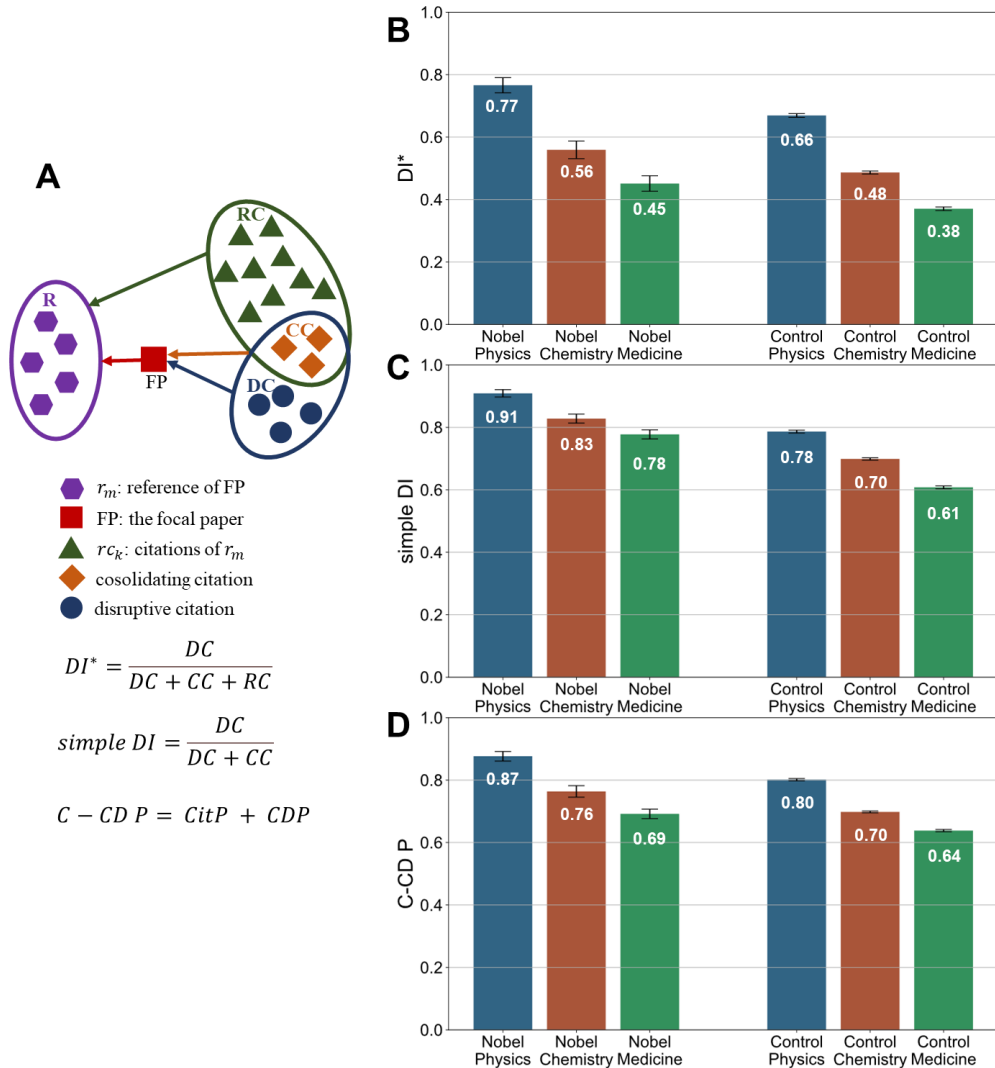 A
RC
R
CC
DC
FP
r_m: reference of FP
FP: the focal paper
rc_k: citations of r_m
cosolidating citation
disruptive citation
DI* = DC / (DC + CC + RC)
simple DI = DC / (DC + CC)
C − CD P = CitP + CDP
B
DI*
1.0
0.8
0.6
0.4
0.2
0.0
0.77
0.56
0.45
0.66
0.48
0.38
Nobel Physics
Nobel Chemistry
Nobel Medicine
Control Physics
Control Chemistry
Control Medicine
C
simple DI
1.0
0.8
0.6
0.4
0.2
0.0
0.91
0.83
0.78
0.78
0.70
0.61
Nobel Physics
Nobel Chemistry
Nobel Medicine
Control Physics
Control Chemistry
Control Medicine
D
C-CD P
1.0
0.8
0.6
0.4
0.2
0.0
0.87
0.76
0.69
0.80
0.70
0.64
Nobel Physics
Nobel Chemistry
Nobel Medicine
Control Physics
Control Chemistry
Control Medicine